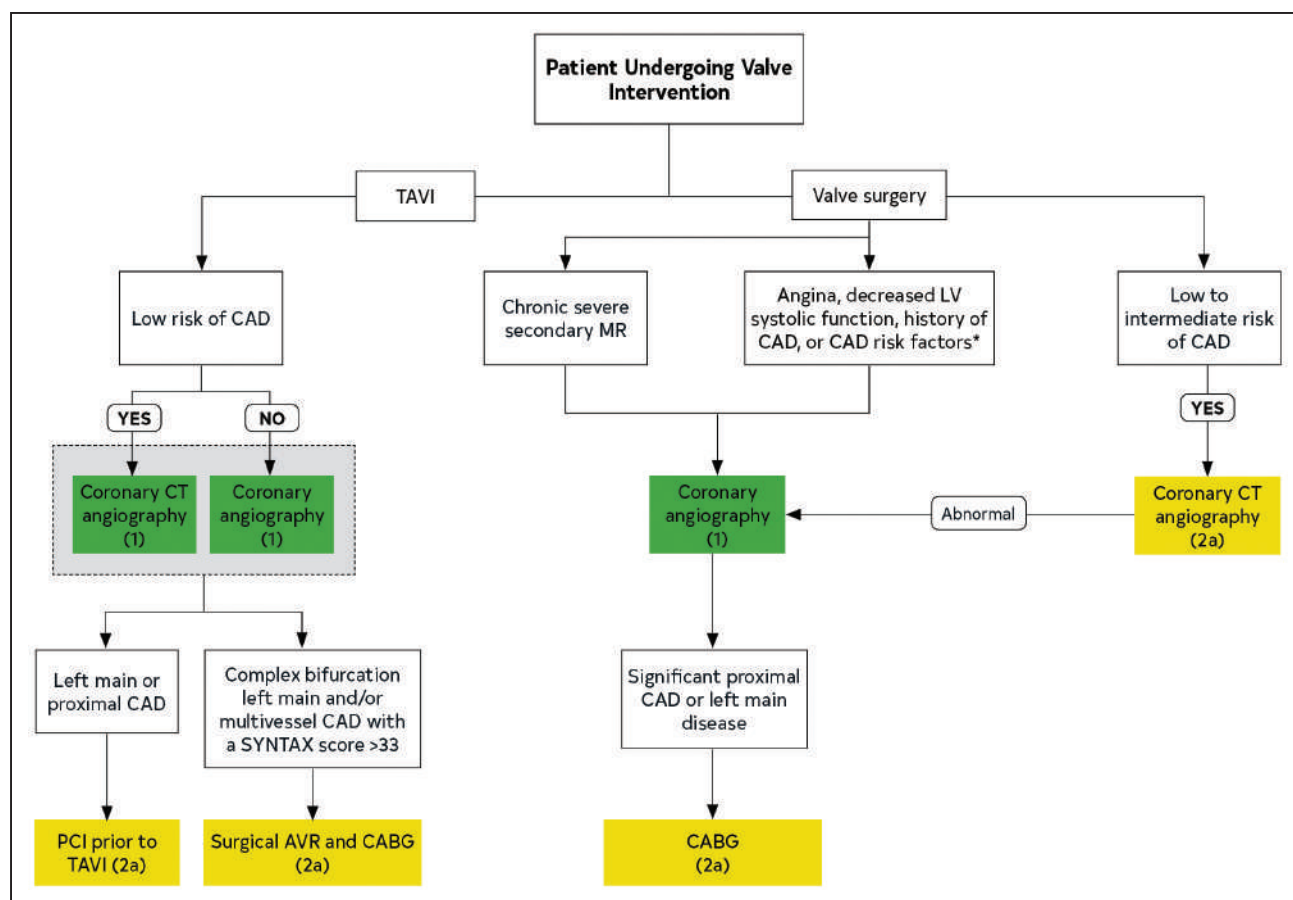 Patient Undergoing Valve
Intervention
TAVI
Valve surgery
Low risk of CAD
Chronic severe
secondary MR
Angina, decreased LV
systolic function, history of
CAD, or CAD risk factors*
Low to
intermediate risk
of CAD
YES
NO
YES
Coronary CT
angiography
(1)
Coronary
angiography
(1)
Coronary
angiography
(1)
Abnormal
Coronary CT
angiography
(2a)
Left main or
proximal CAD
Complex bifurcation
left main and/or
multivessel CAD with
a SYNTAX score >33
Significant proximal
CAD or left main
disease
PCI prior to
TAVI (2a)
Surgical AVR and CABG
(2a)
CABG
(2a)